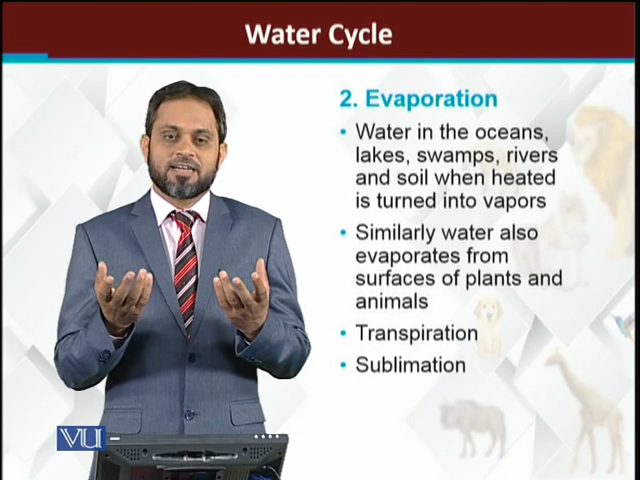 Water Cycle
2. Evaporation
• Water in the oceans,
lakes, swamps, rivers
and soil when heated
is turned into vapors
• Similarly water also
evaporates from
surfaces of plants and
animals
• Transpiration
• Sublimation
VU